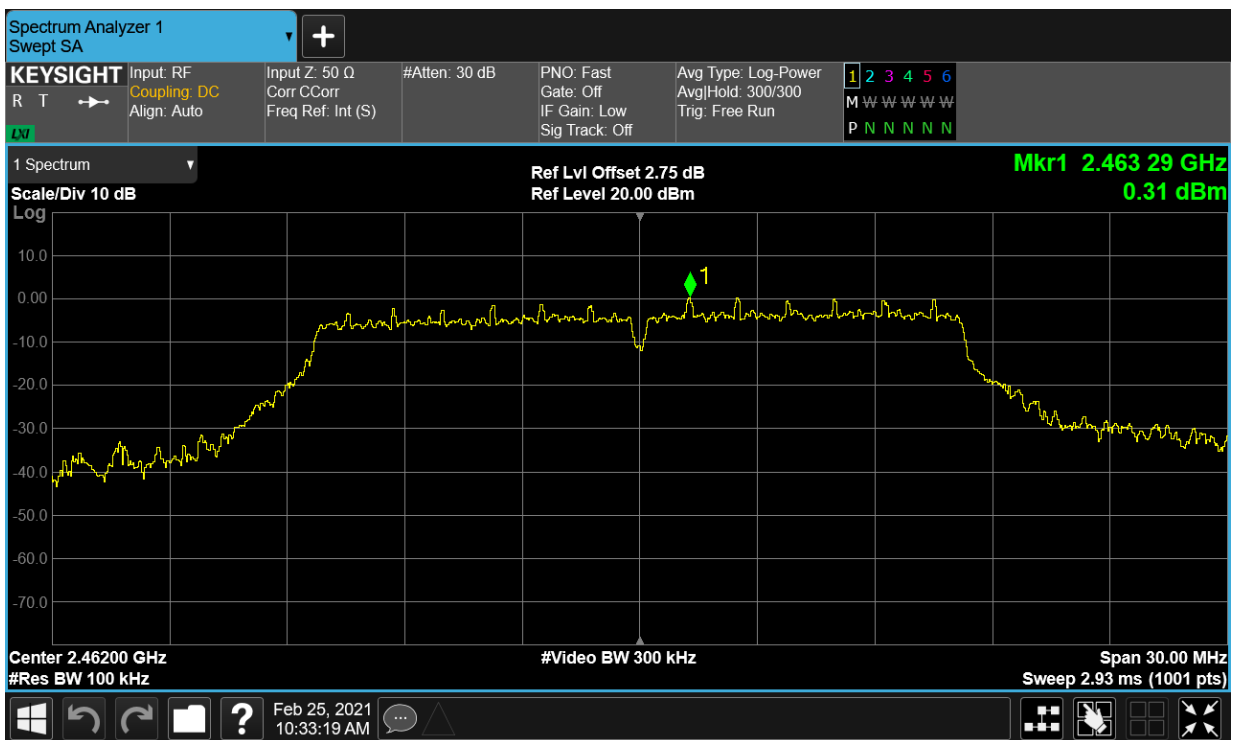 Spectrum Analyzer 1
Swept SA
▼
+
KEYSIGHT
R T
LXI
Input: RF
Coupling: DC
Align: Auto
Input Z: 50 Ω
Corr CCorr
Freq Ref: Int (S)
#Atten: 30 dB
PNO: Fast
Gate: Off
IF Gain: Low
Sig Track: Off
Avg Type: Log-Power
Avg|Hold: 300/300
Trig: Free Run
1 2 3 4 5 6
M W W W W W
P N N N N N
1 Spectrum ▼
Scale/Div 10 dB
Log
Ref Lvl Offset 2.75 dB
Ref Level 20.00 dBm
Mkr1 2.463 29 GHz
0.31 dBm
10.0
0.00
-10.0
-20.0
-30.0
-40.0
-50.0
-60.0
-70.0
1
Center 2.46200 GHz
#Res BW 100 kHz
#Video BW 300 kHz
Span 30.00 MHz
Sweep 2.93 ms (1001 pts)
?
Feb 25, 2021
10:33:19 AM